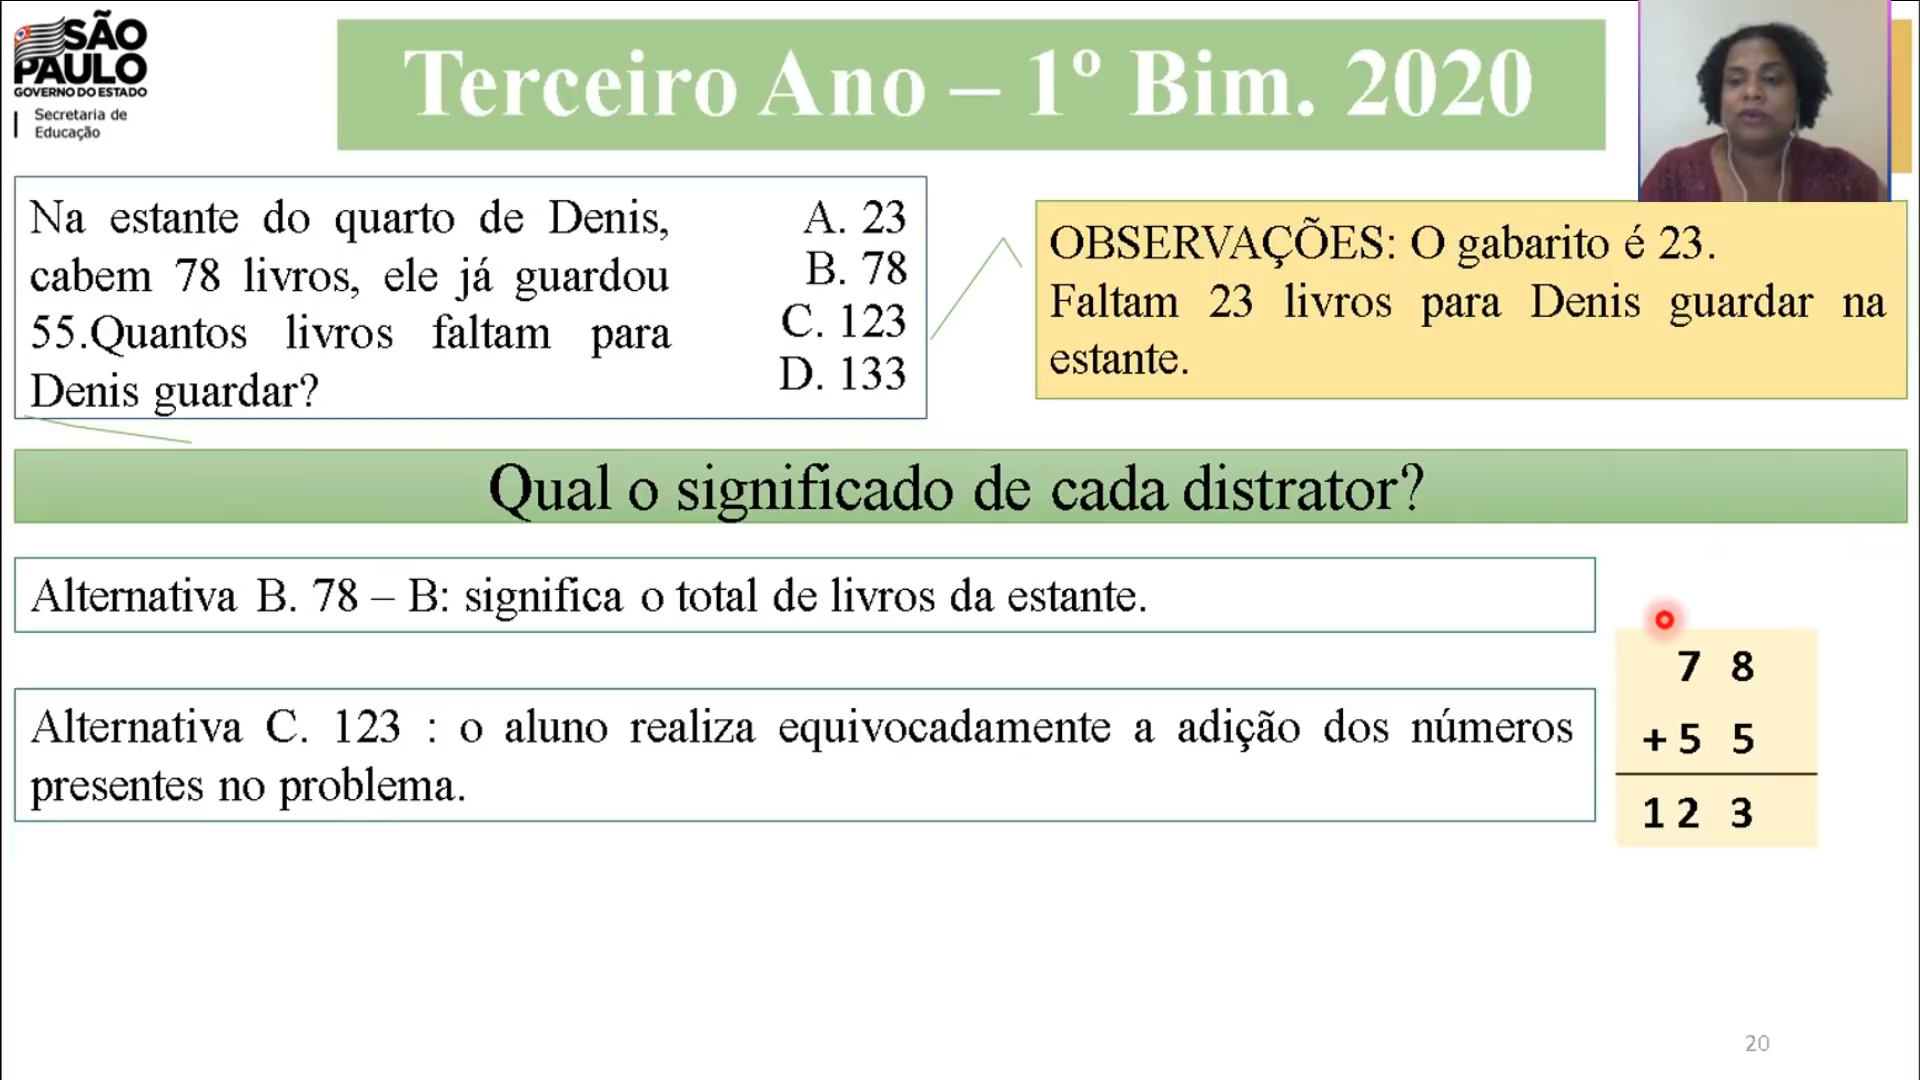 SÃO
PAULO
GOVERNO DO ESTADO
Secretaria de
Educação
Terceiro Ano – 1º Bim. 2020
Na estante do quarto de Denis,
cabem 78 livros, ele já guardou
55.Quantos livros faltam para
Denis guardar?
A. 23
B. 78
C. 123
D. 133
OBSERVAÇÕES: O gabarito é 23.
Faltam 23 livros para Denis guardar na
estante.
Qual o significado de cada distrator?
Alternativa B. 78 – B: significa o total de livros da estante.
Alternativa C. 123 : o aluno realiza equivocadamente a adição dos números
presentes no problema.
7 8
+ 5 5
1 2 3
20